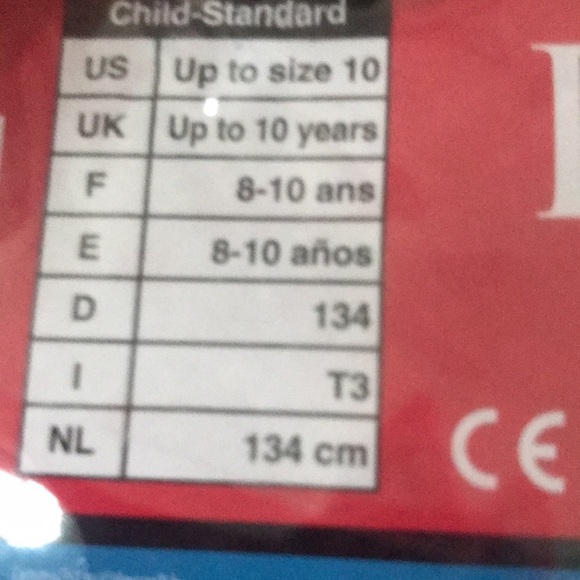 Child-Standard
US Up to size 10
UK Up to 10 years
F 8-10 ans
E 8-10 años
D 134
I T3
NL 134 cm
CE